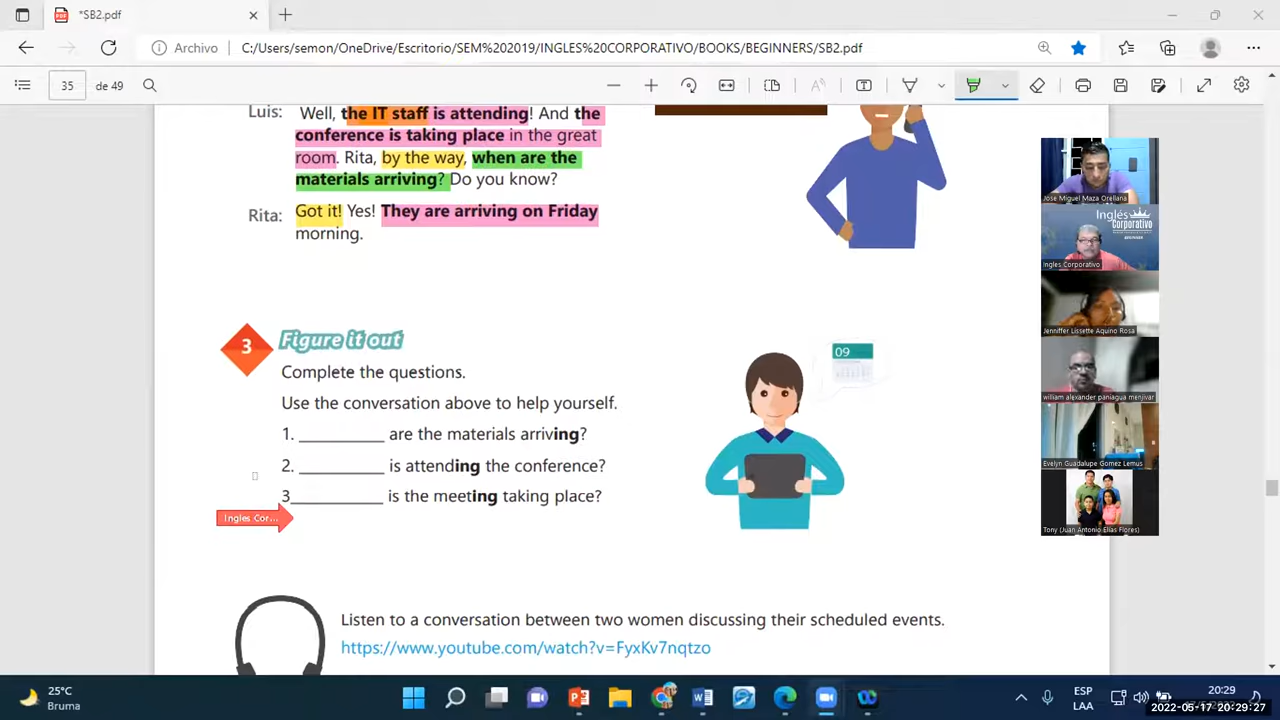 *SB2.pdf
Archivo C:/Users/semon/OneDrive/Escritorio/SEM%202019/INGLES%20CORPORATIVO/BOOKS/BEGINNERS/SB2.pdf
35 de 49
Luis: Well, the IT staff is attending! And the
conference is taking place in the great
room. Rita, by the way, when are the
materials arriving? Do you know?
Rita: Got it! Yes! They are arriving on Friday
morning.
3 Figure it out
Complete the questions.
Use the conversation above to help yourself.
1. __________ are the materials arriving?
2. __________ is attending the conference?
3___________ is the meeting taking place?
Ingles Cor...
09
Listen to a conversation between two women discussing their scheduled events.
https://www.youtube.com/watch?v=FyxKv7nqtzo
Jose Miguel Maza Orellana
Inglés
Corporativo
Ingles Corporativo
Jenniffer Lissette Aquino Rosa
william alexander paniagua menjivar
Evelyn Guadalupe Gomez Lemus
Tony (Juan Antonio Elías Flores)
25°C
Bruma
ESP
LAA
20:29
2022-05-17 20:29:27